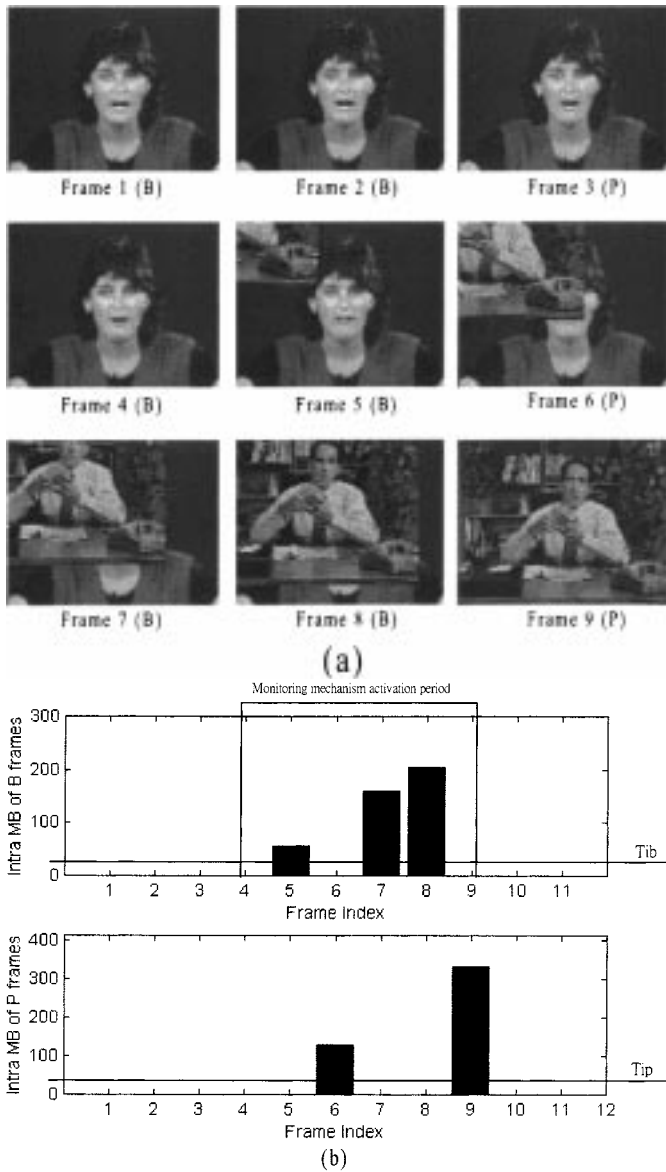 Frame 1 (B) Frame 2 (B) Frame 3 (P)
Frame 4 (B) Frame 5 (B) Frame 6 (P)
Frame 7 (B) Frame 8 (B) Frame 9 (P)
(a)
Monitoring mechanism activation period
Intra MB of B frames
300
200
100
0
Tib
1 2 3 4 5 6 7 8 9 10 11
Frame Index
Intra MB of P frames
400
300
200
100
0
Tip
1 2 3 4 5 6 7 8 9 10 11 12
Frame Index
(b)